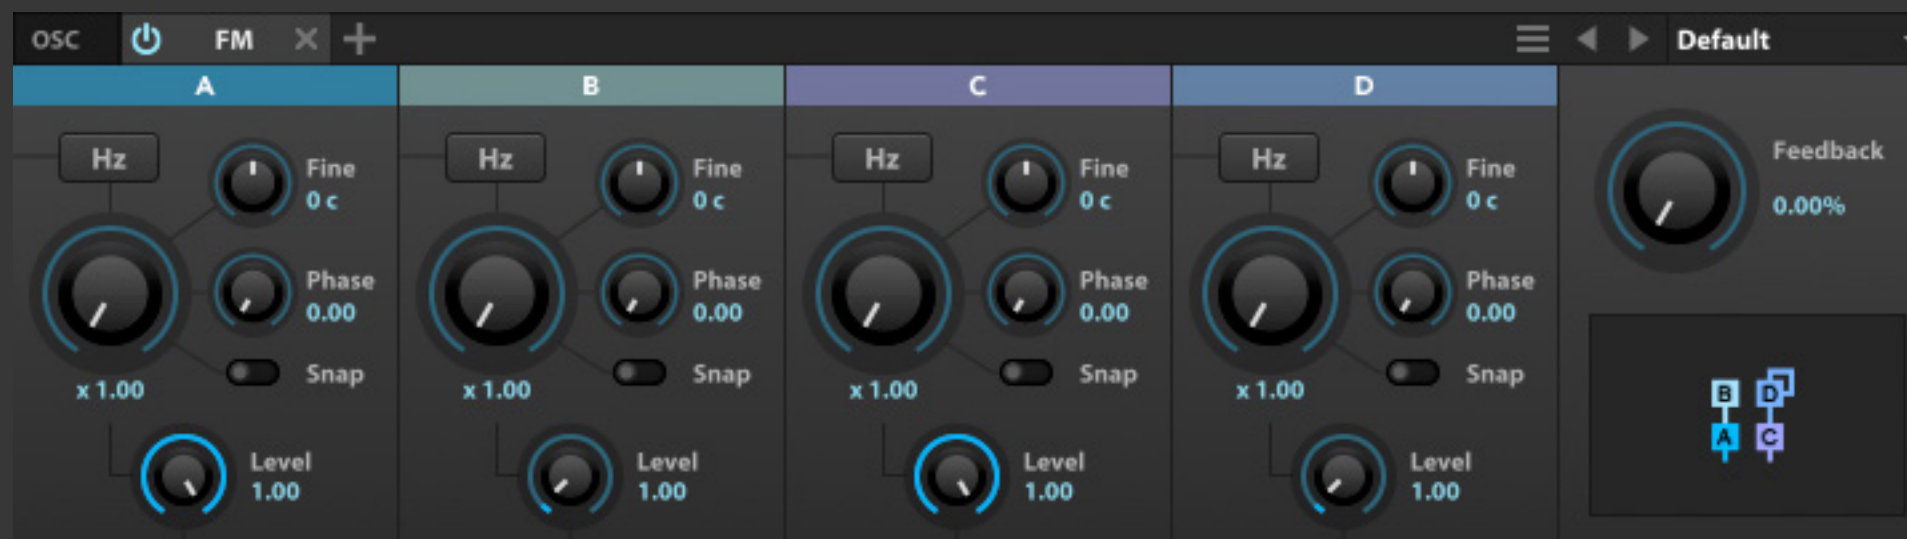 OSC FM Default
A B C D
Hz Fine 0 c Phase 0.00 Snap x 1.00 Level 1.00
Hz Fine 0 c Phase 0.00 Snap x 1.00 Level 1.00
Hz Fine 0 c Phase 0.00 Snap x 1.00 Level 1.00
Hz Fine 0 c Phase 0.00 Snap x 1.00 Level 1.00
Feedback
0.00%
B D
A C